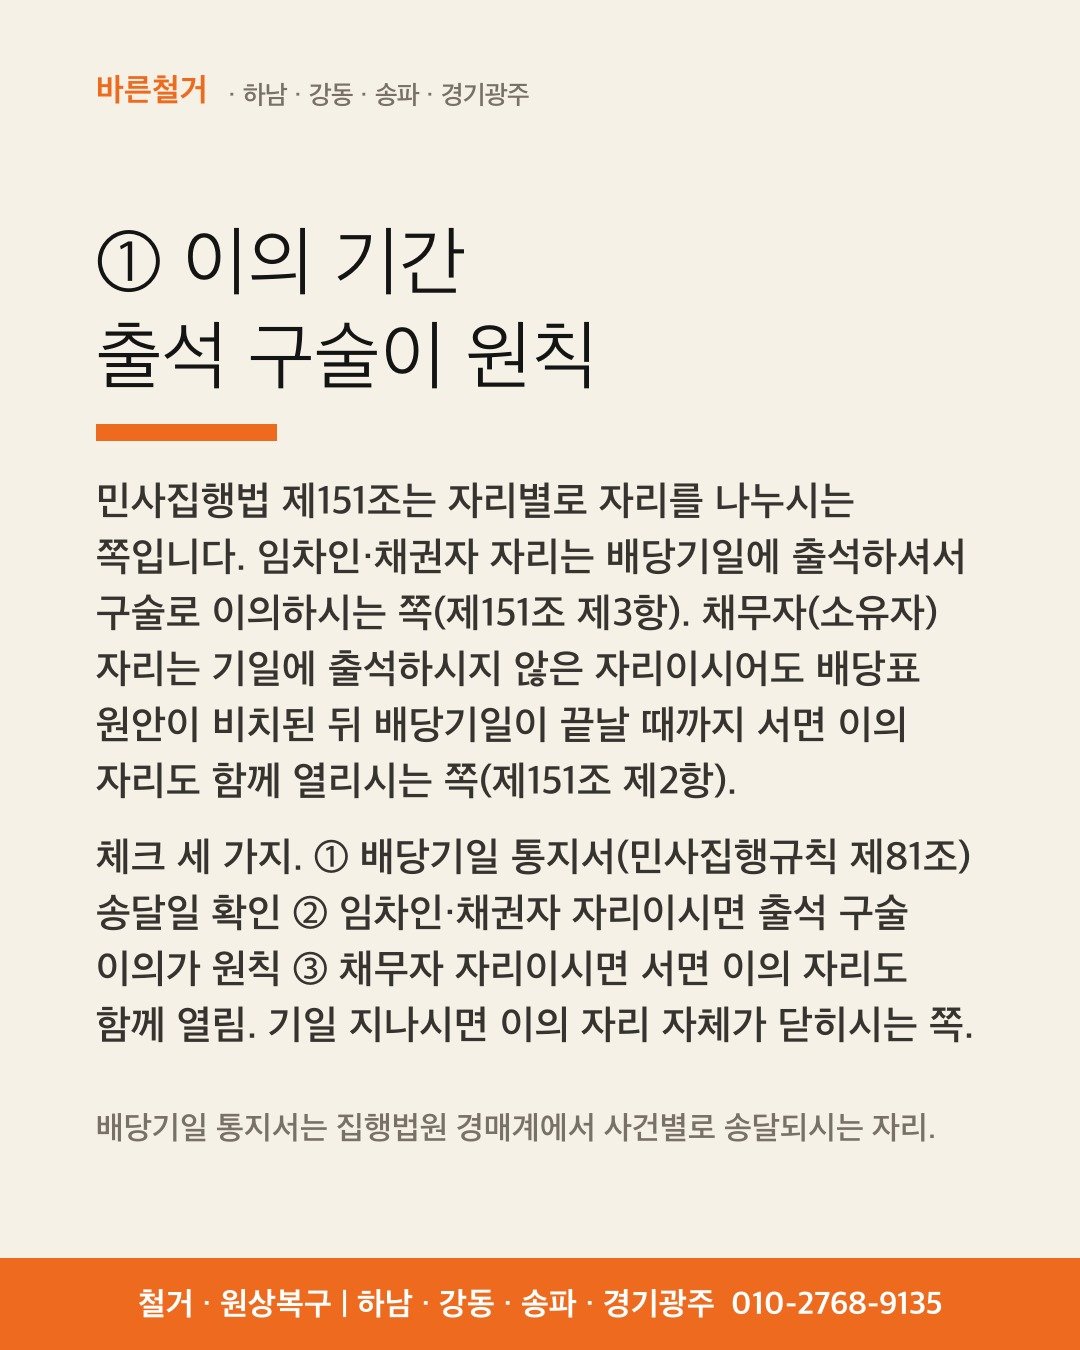 바른철거 · 하남 · 강동 · 송파 · 경기광주
① 이의 기간
출석 구술이 원칙
민사집행법 제151조는 자리별로 자리를 나누시는
쪽입니다. 임차인·채권자 자리는 배당기일에 출석하셔서
구술로 이의하시는 쪽(제151조 제3항). 채무자(소유자)
자리는 기일에 출석하시지 않은 자리이시어도 배당표
원안이 비치된 뒤 배당기일이 끝날 때까지 서면 이의
자리도 함께 열리시는 쪽(제151조 제2항).
체크 세 가지. ① 배당기일 통지서(민사집행규칙 제81조)
송달일 확인 ② 임차인·채권자 자리이시면 출석 구술
이의가 원칙 ③ 채무자 자리이시면 서면 이의 자리도
함께 열림. 기일 지나시면 이의 자리 자체가 닫히시는 쪽.
배당기일 통지서는 집행법원 경매계에서 사건별로 송달되시는 자리.
철거 · 원상복구 | 하남 · 강동 · 송파 · 경기광주 010-2768-9135